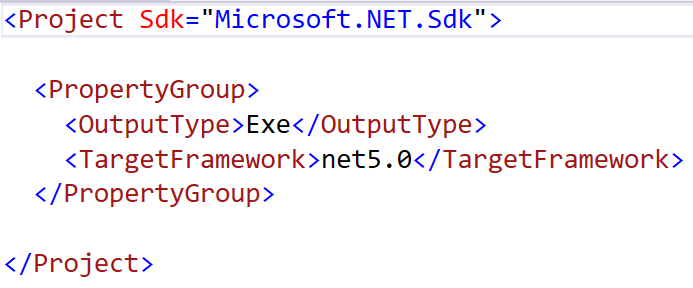 <Project Sdk="Microsoft.NET.Sdk">
<PropertyGroup>
<OutputType>Exe</OutputType>
<TargetFramework>net5.0</TargetFramework>
</PropertyGroup>
</Project>